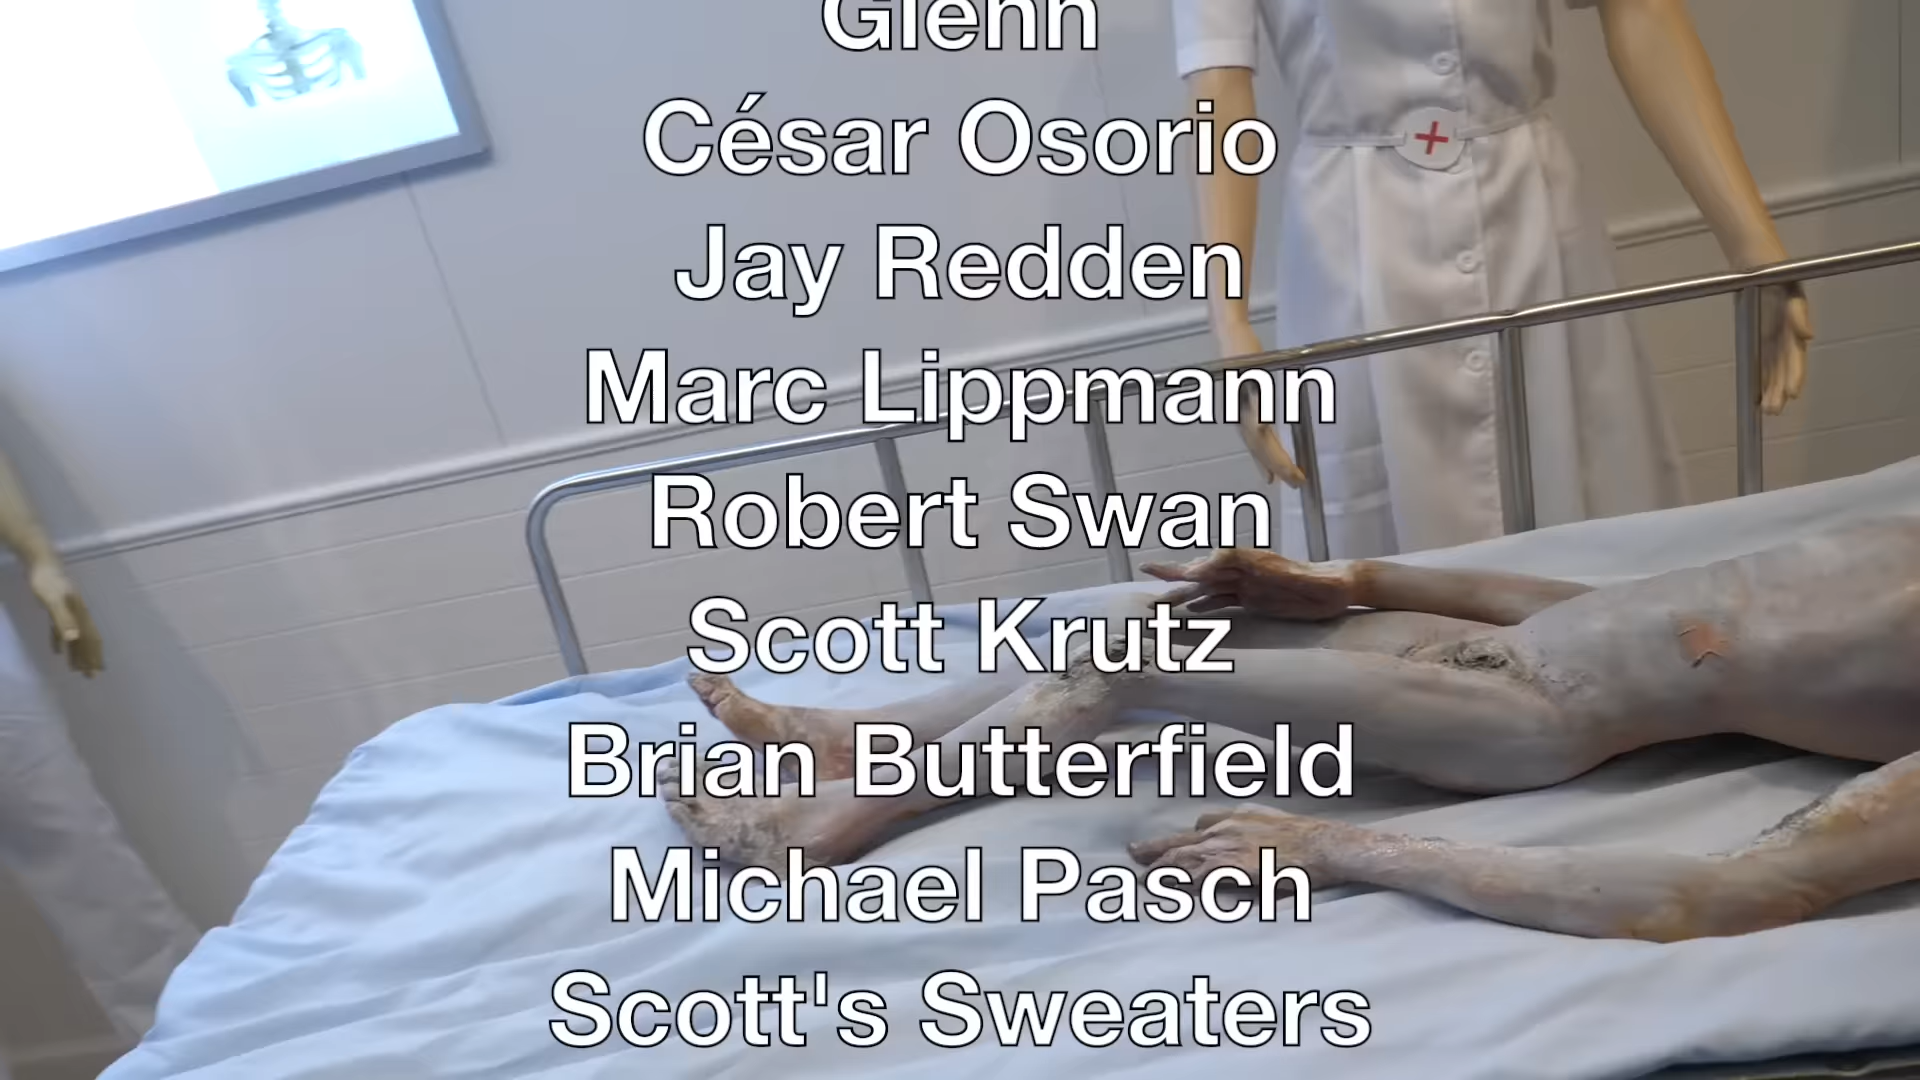 Glenn
César Osorio
Jay Redden
Marc Lippmann
Robert Swan
Scott Krutz
Brian Butterfield
Michael Pasch
Scott's Sweaters